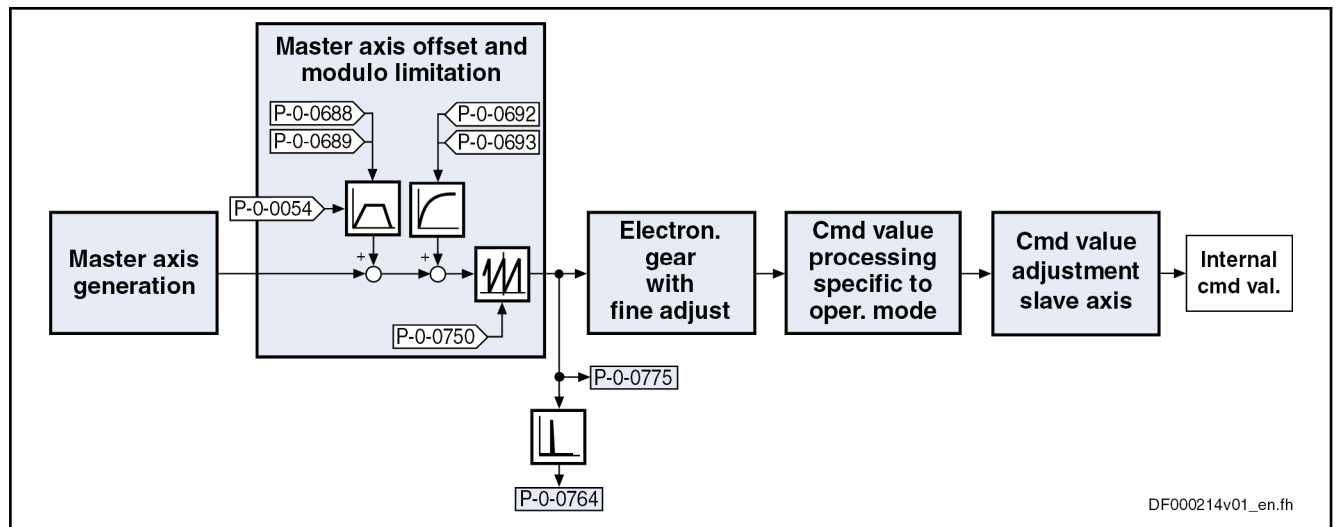 Master axis offset and
modulo limitation
P-0-0688
P-0-0689
P-0-0692
P-0-0693
P-0-0054
+
+
P-0-0750
Master axis
generation
Electron.
gear
with
fine adjust
Cmd value
processing
specific to
oper. mode
Cmd value
adjustment
slave axis
Internal
cmd val.
P-0-0775
P-0-0764
DF000214v01_en.fh